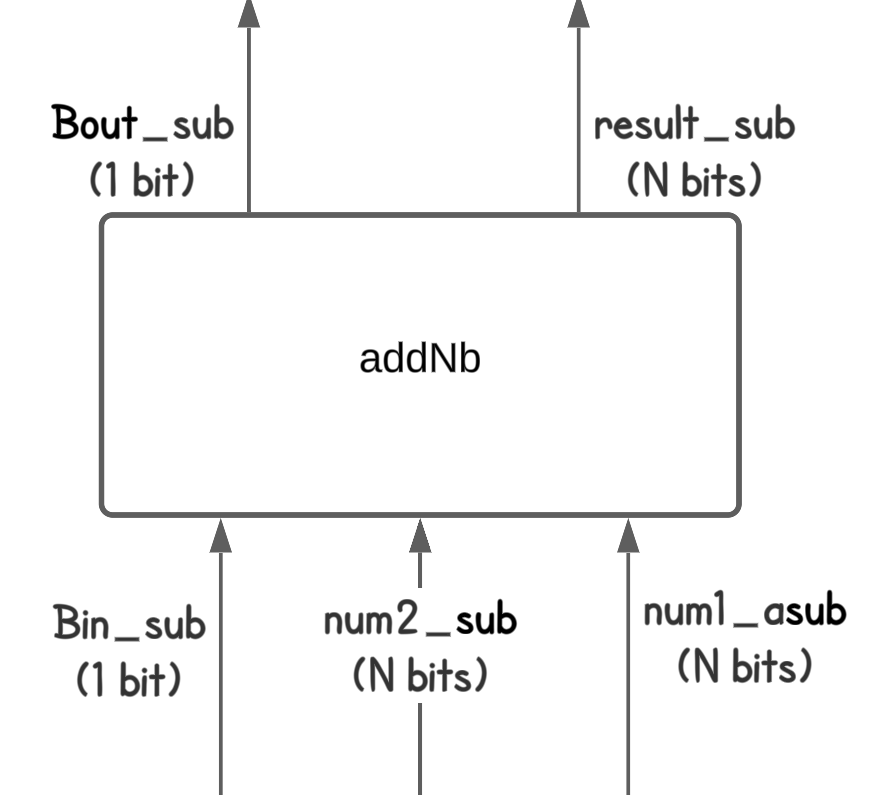 Bout_sub
(1 bit)
result_sub
(N bits)
addNb
Bin_sub
(1 bit)
num2_sub
(N bits)
num1_asub
(N bits)